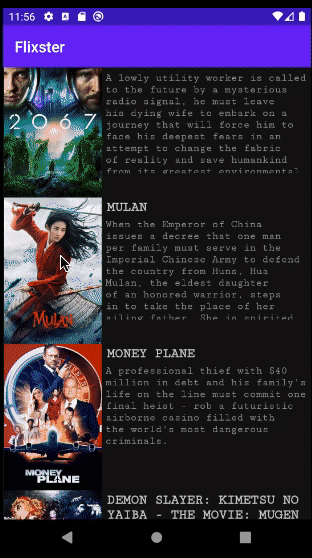 11:56
Flixster
2067
A lowly utility worker is called
to the future by a mysterious
radio signal, he must leave
his dying wife to embark on a
journey that will force him to
face his deepest fears in an
attempt to change the fabric
of reality and save humankind
from its greatest environmental
MULAN
When the Emperor of China
issues a decree that one man
per family must serve in the
Imperial Chinese Army to defend
the country from Huns, Hua
Mulan, the eldest daughter
of an honored warrior, steps
in to take the place of her
ailing father. She is spirited
MULAN
MONEY PLANE
A professional thief with $40
million in debt and his family's
life on the line must commit one
final heist - rob a futuristic
airborne casino filled with
the world's most dangerous
criminals.
MONEY
PLANE
DEMON SLAYER: KIMETSU NO
YAIBA - THE MOVIE: MUGEN